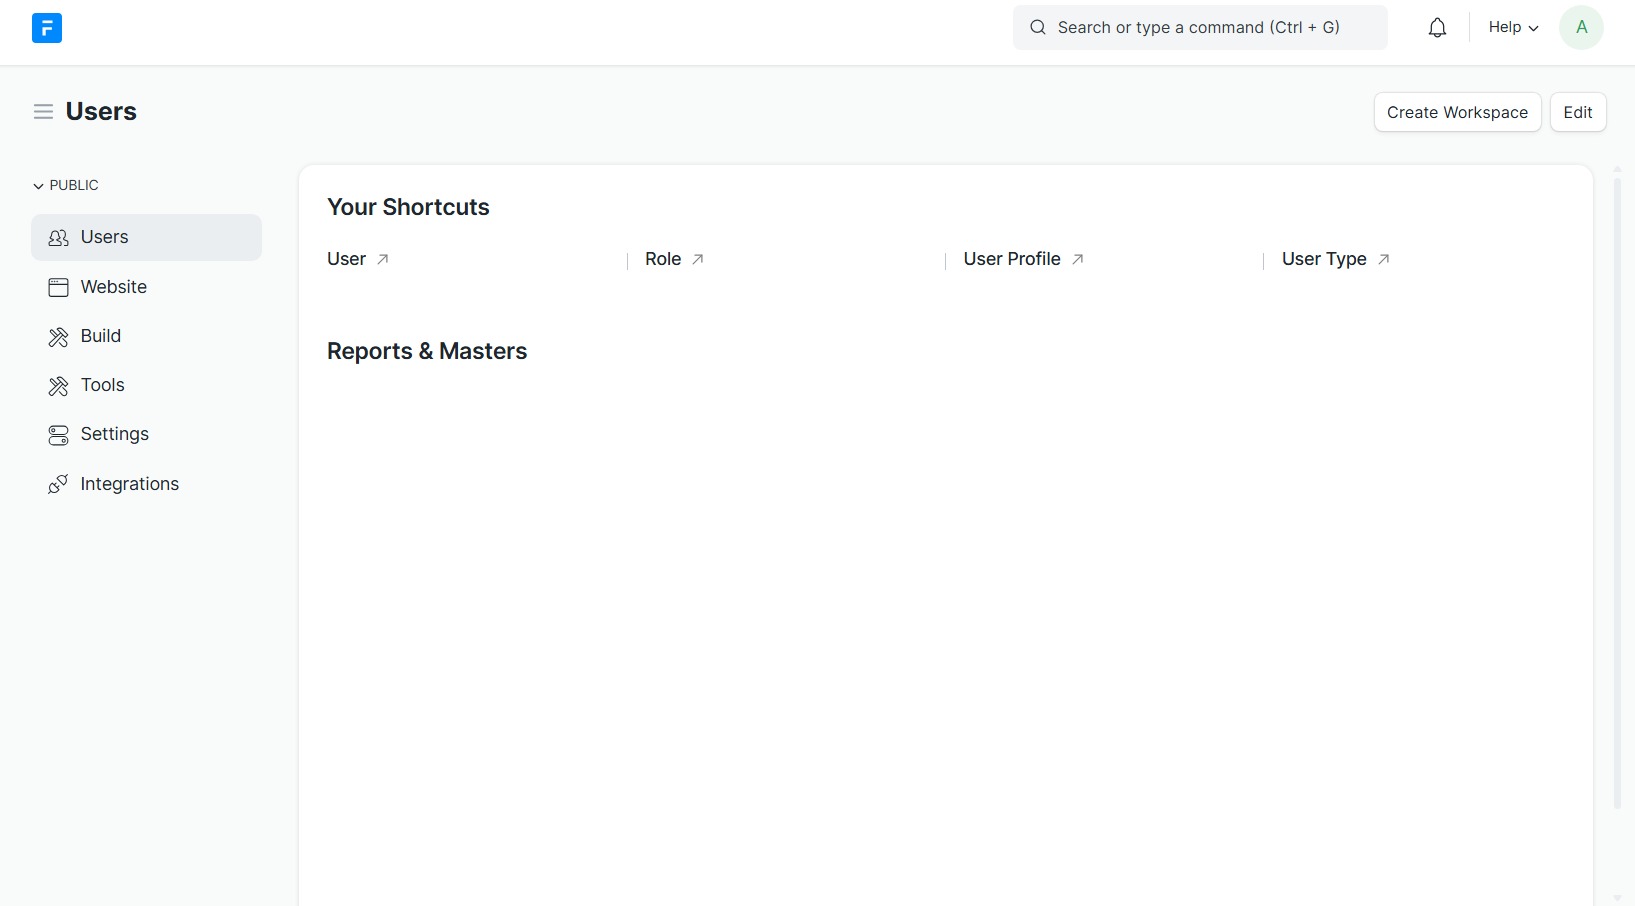 F
Search or type a command (Ctrl + G)
Help
A
Users
Create Workspace
Edit
PUBLIC
Users
Website
Build
Tools
Settings
Integrations
Your Shortcuts
User
Role
User Profile
User Type
Reports & Masters